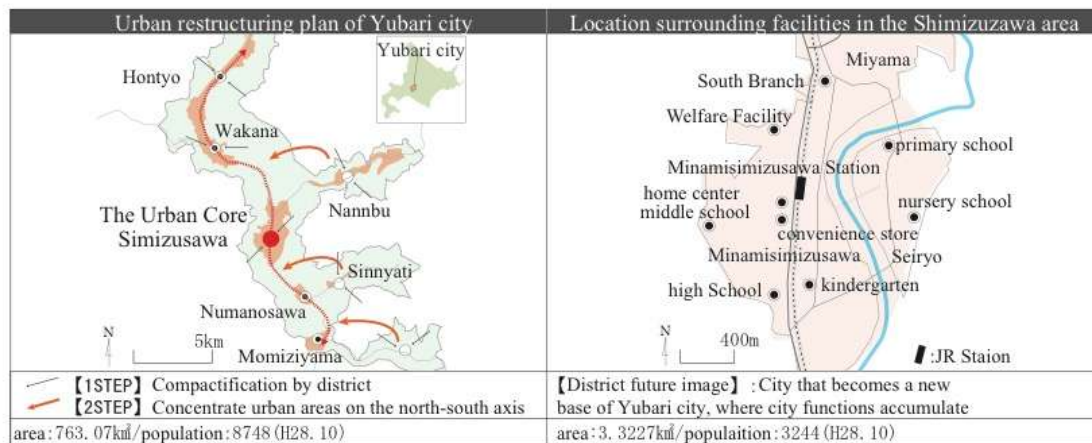 Urban restructuring plan of Yubari city
Yubari city
Hontyo
Wakana
Nannbu
The Urban Core
Simizusawa
Sinnyati
Numanosawa
N
5km
Momiziyama
【1STEP】 Compactification by district
【2STEP】 Concentrate urban areas on the north-south axis
area:763.07k㎡/population:8748(H28.10)
Location surrounding facilities in the Shimizuzawa area
Miyama
South Branch
Welfare Facility
primary school
Minamisimizusawa Station
home center
middle school
nursery school
convenience store
Minamisimizusawa
Seiryo
high School
kindergarten
N
400m
:JR Staion
【District future image】 :City that becomes a new
base of Yubari city, where city functions accumulate
area:3.3227k㎡/populaition:3244(H28.10)